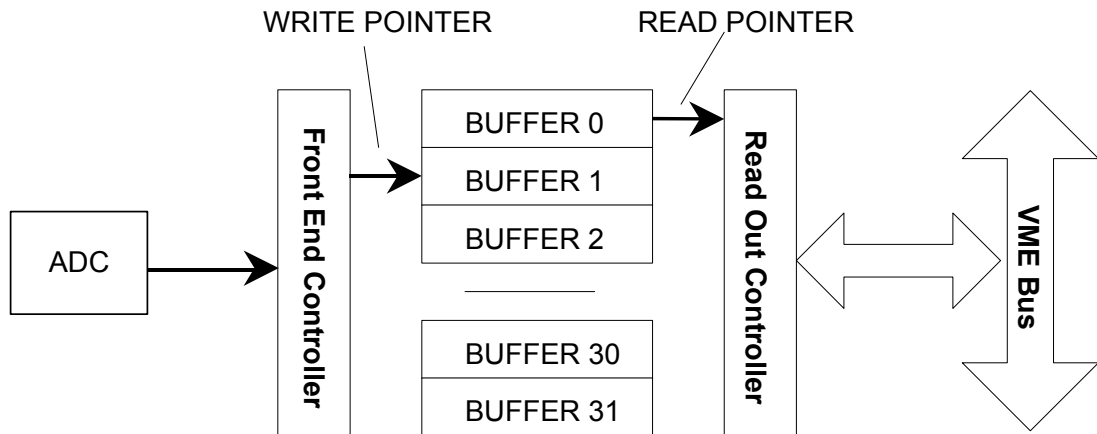 WRITE POINTER
READ POINTER
ADC
Front End Controller
BUFFER 0
BUFFER 1
BUFFER 2
BUFFER 30
BUFFER 31
Read Out Controller
VME Bus